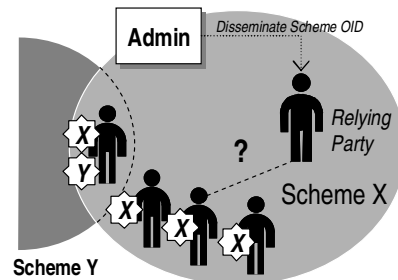 Admin
Disseminate Scheme OID
Relying
Party
?
X
Y
Scheme X
X
X
X
Scheme Y